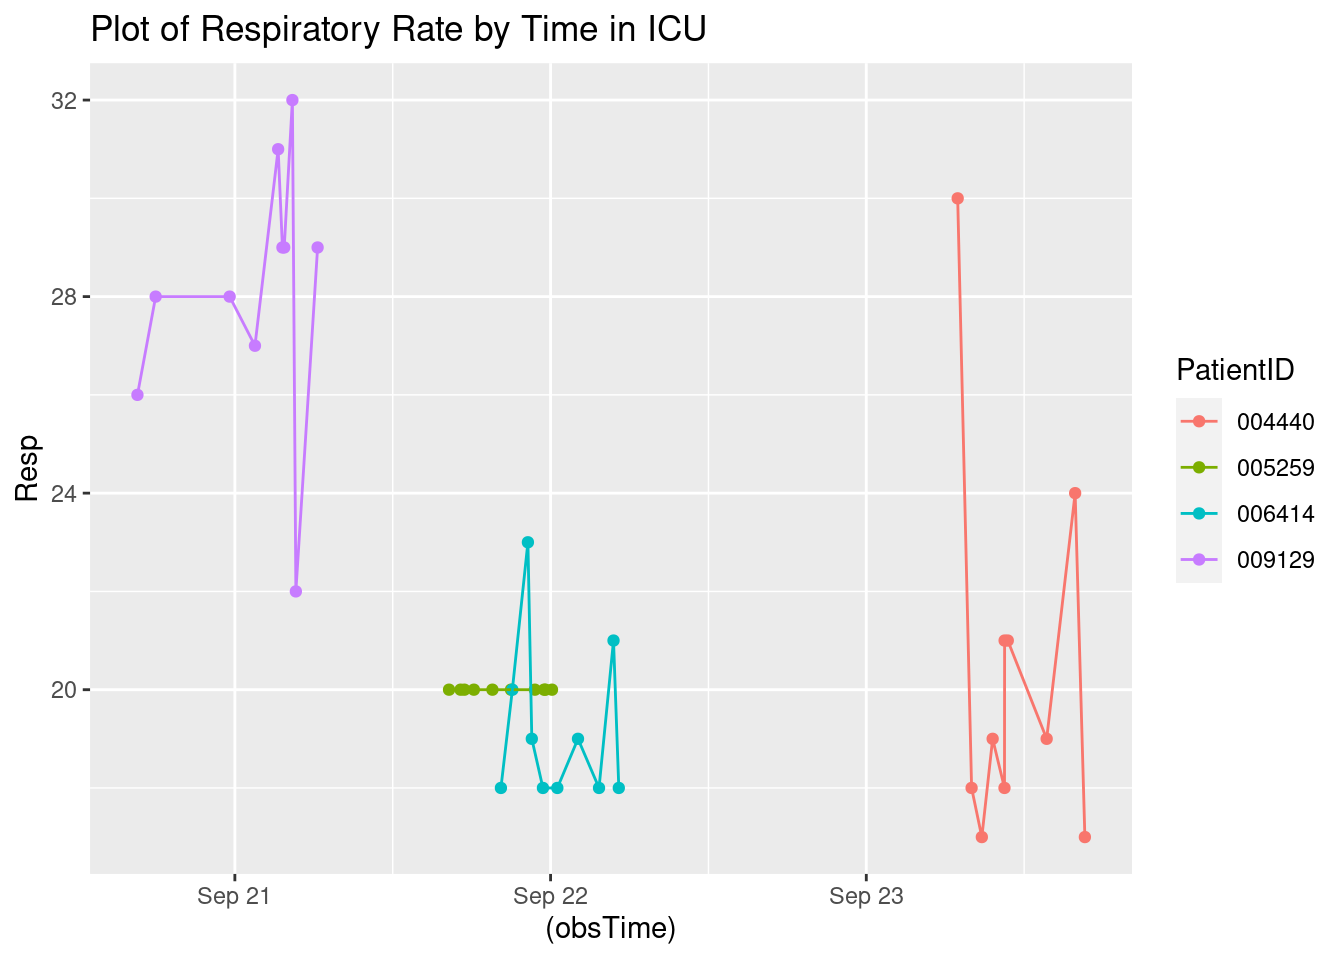 Plot of Respiratory Rate by Time in ICU
32
28
24
20
Resp
Sep 21
Sep 22
Sep 23
(obsTime)
PatientID
004440
005259
006414
009129